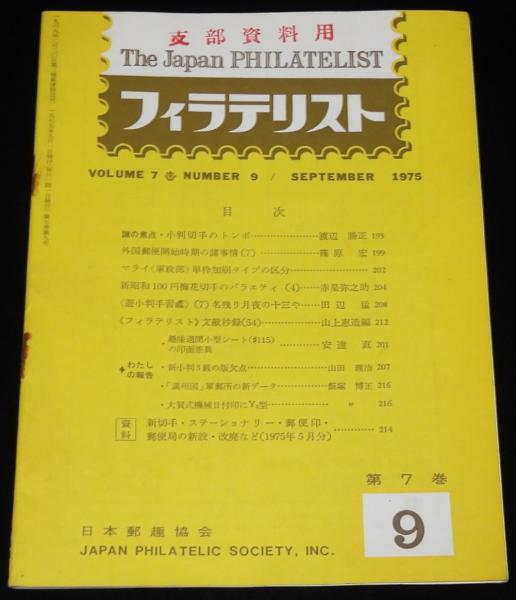 支部資料用
The Japan PHILATELIST
フィラテリスト
VOLUME 7 NUMBER 9 / SEPTEMBER 1975
目次
謎の焦点・小判切手のトンボ 渡辺勝正 195
外国郵便開始時期の諸事情(7) 篠原宏 199
マライ〈軍政部〉単枠加刷タイプの区分 202
新昭和100円梅花切手のバラエティ(4) 赤星弥之助 204
〈遊小判手習鑑〉(7)名残り月夜の十三や 田辺猛 208
《フィラテリスト》文献抄録(54) 山上恵造編 212
・趣味週間小型シート(#115)の印面差異 安達直 201
♦わたしの報告
・新小判3銭の版欠点 山田理治 207
・「満州国」軍郵所の新データ 飯塚博正 216
・大賀式機械日付印にY₂型 〃 216
資料 新切手・ステーショナリー・郵便印・
郵便局の新設・改廃など(1975年5月分) 214
第7巻
9
日本郵趣協会
JAPAN PHILATELIC SOCIETY, INC.